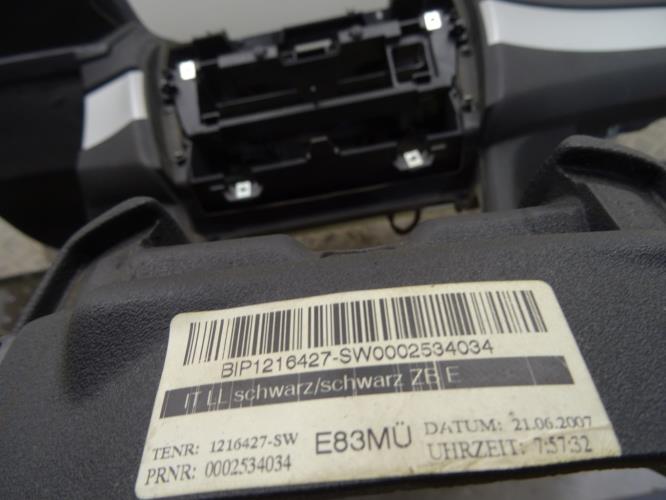 BIP1216427-SW0002534034
IT LL schwarz/schwarz ZB E
TENR: 1216427-SW E83MÜ DATUM: 21.06.2007
PRNR: 0002534034 UHRZEIT: 7:57:32